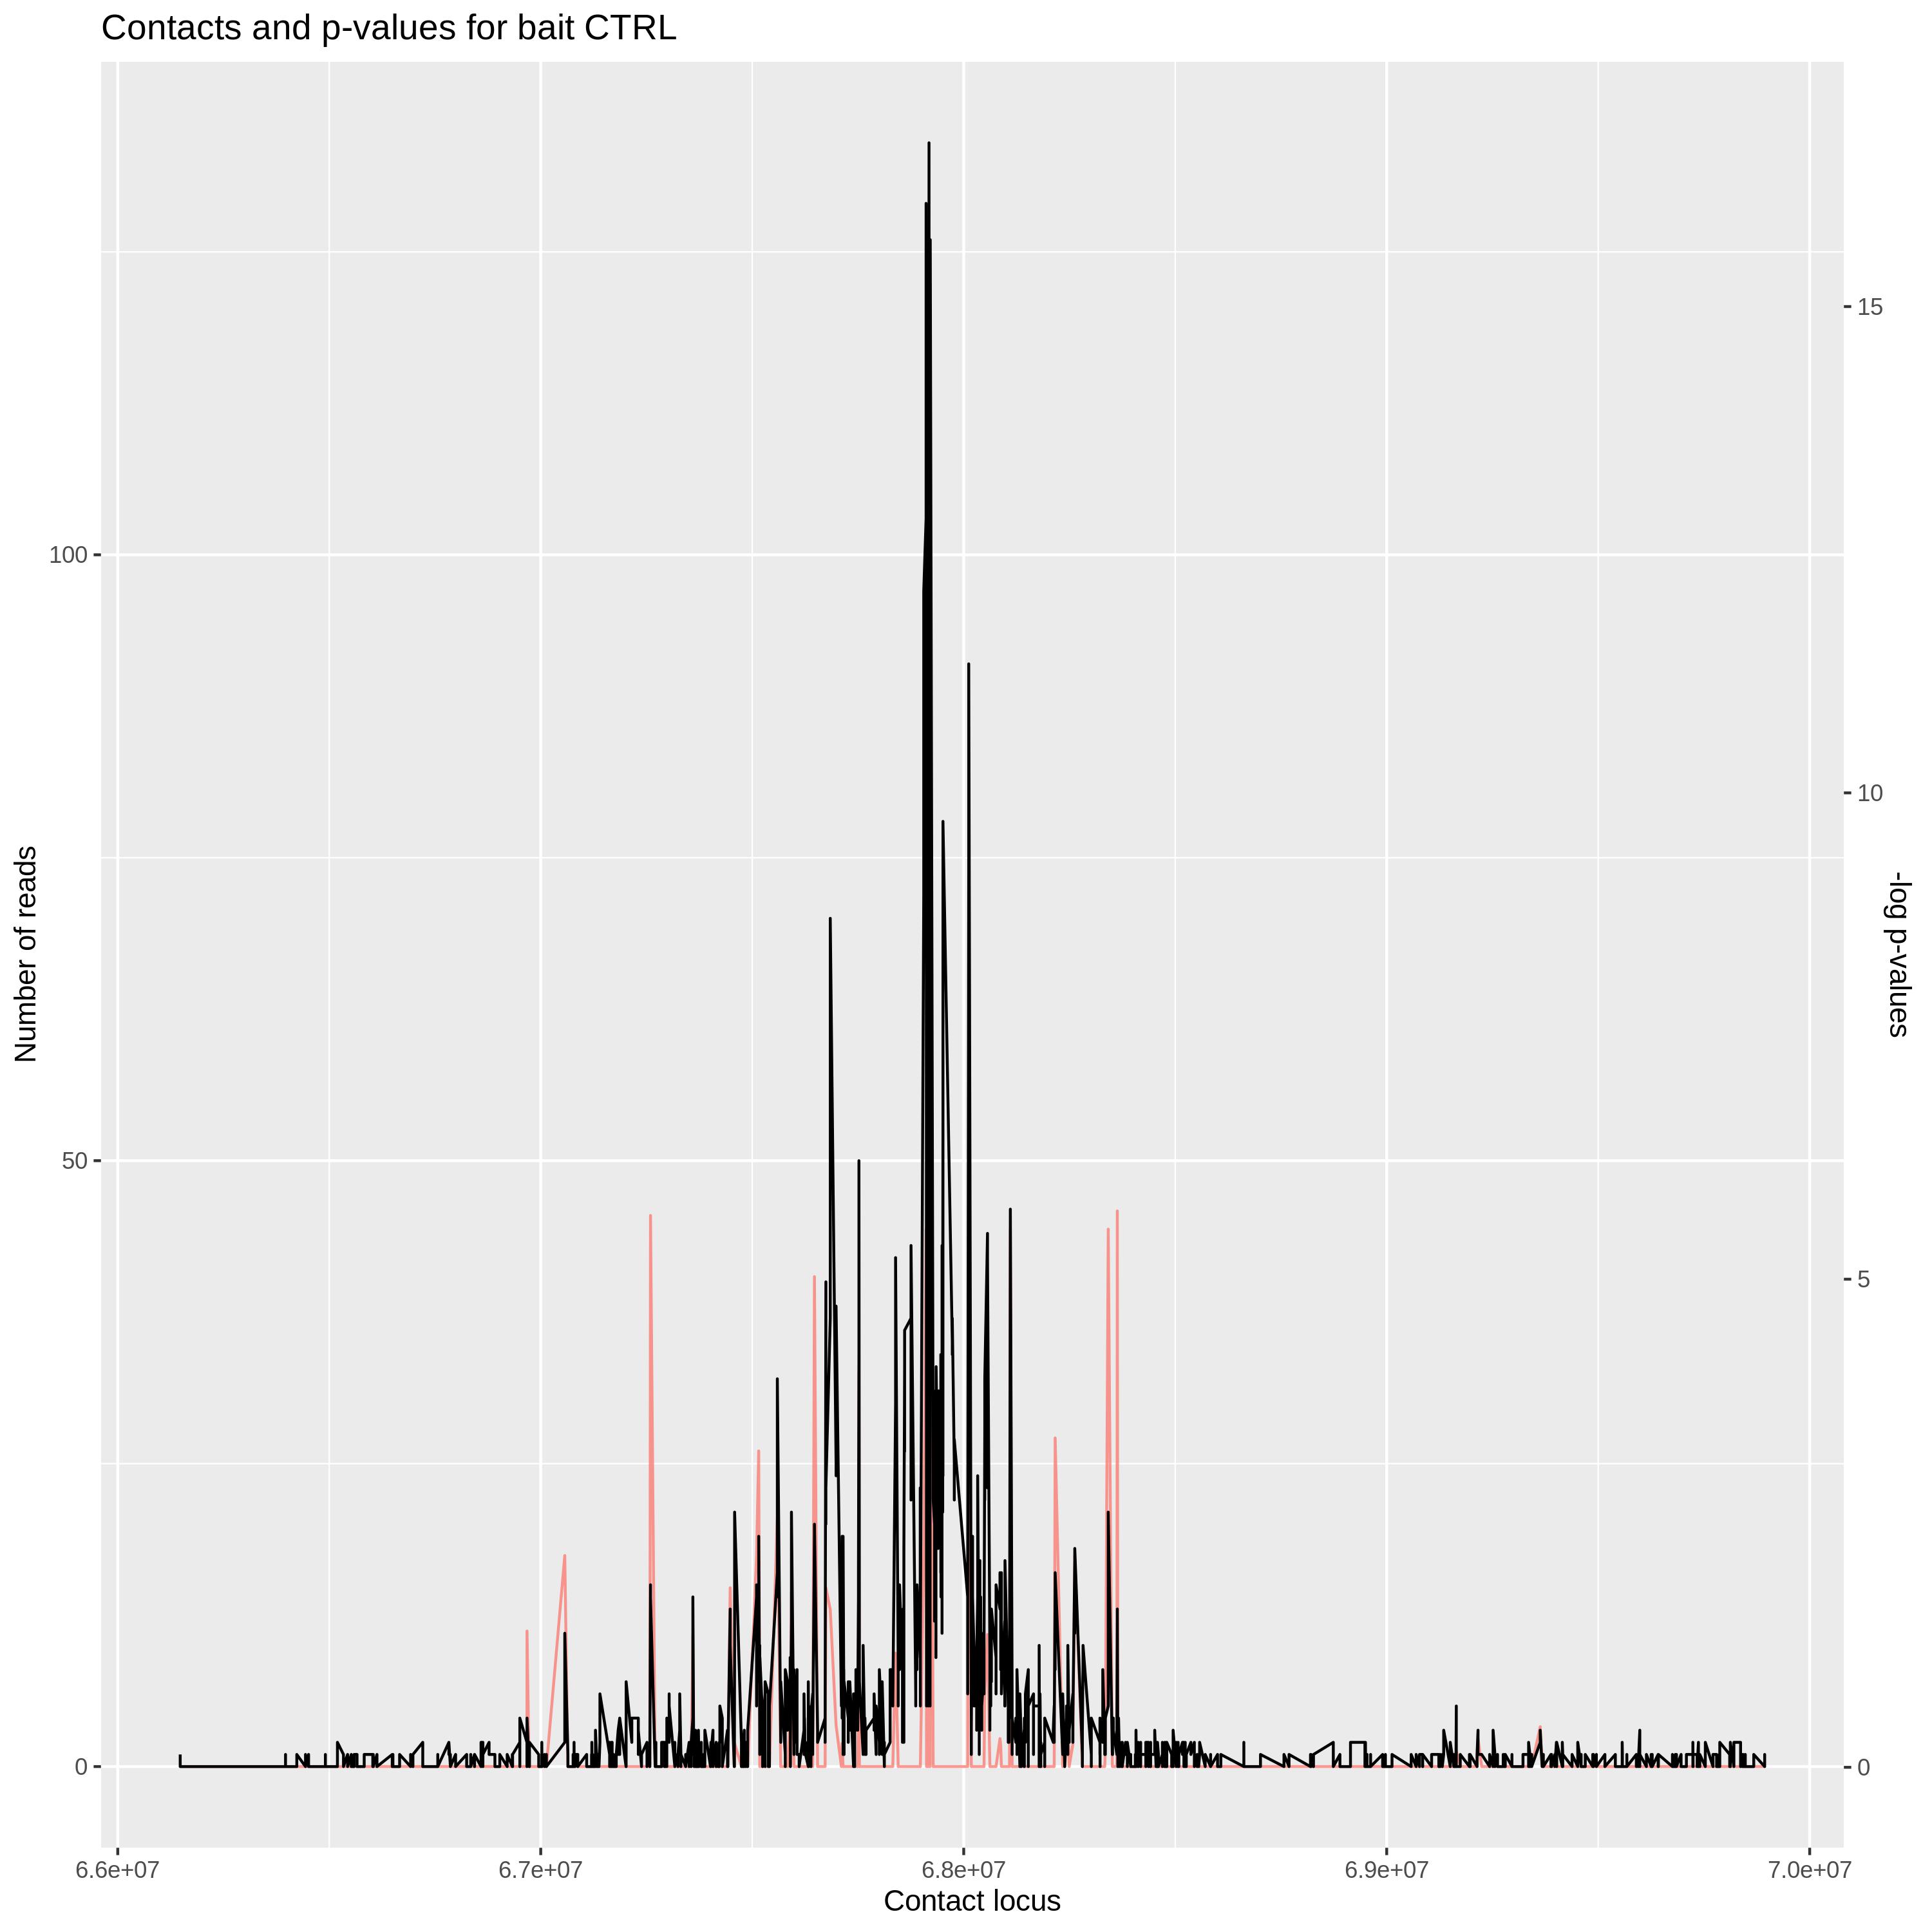 Contacts and p-values for bait CTRL
Number of reads
100
50
0
15
10
5
0
-log p-values
6.6e+07
6.7e+07
6.8e+07
6.9e+07
7.0e+07
Contact locus